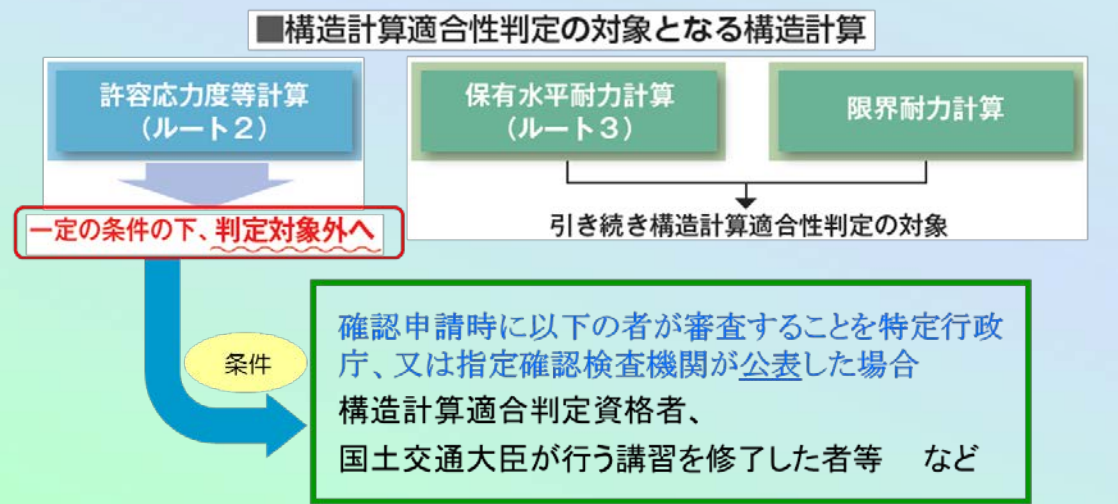 ■構造計算適合性判定の対象となる構造計算
許容応力度等計算
(ルート2)
保有水平耐力計算
(ルート3)
限界耐力計算
一定の条件の下、判定対象外へ
引き続き構造計算適合性判定の対象
条件
確認申請時に以下の者が審査することを特定行政
庁、又は指定確認検査機関が公表した場合
構造計算適合判定資格者、
国土交通大臣が行う講習を修了した者等 など